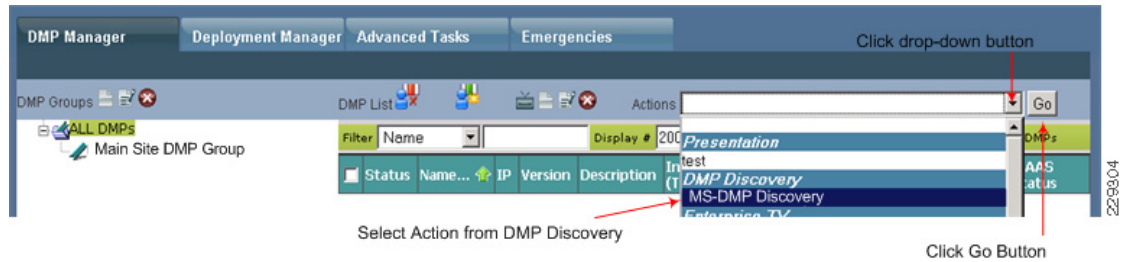 DMP Manager Deployment Manager Advanced Tasks Emergencies
Click drop-down button
DMP Groups DMP List Actions Go
ALL DMPs
Main Site DMP Group
Filter Name Display # 200 DMPs
Presentation
test
Status Name... IP Version Description
DMP Discovery
MS-DMP Discovery
Enterprise TV
Select Action from DMP Discovery
Click Go Button
229304